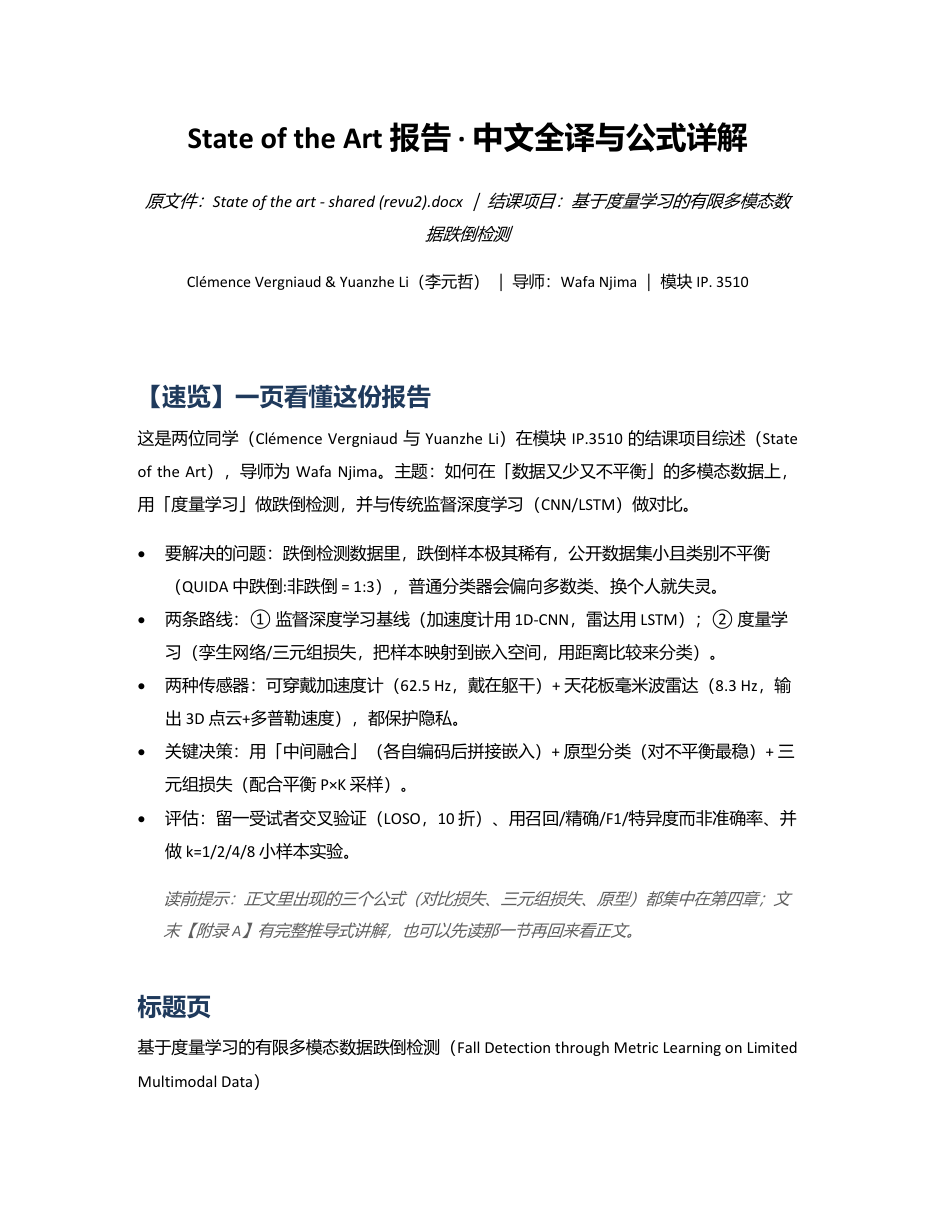 State of the Art 报告 · 中文全译与公式详解
原文件：State of the art - shared (revu2).docx ｜ 结课项目：基于度量学习的有限多模态数
据跌倒检测
Clémence Vergniaud & Yuanzhe Li（李元哲） ｜ 导师：Wafa Njima ｜ 模块 IP. 3510
【速览】一页看懂这份报告
这是两位同学（Clémence Vergniaud 与 Yuanzhe Li）在模块 IP.3510 的结课项目综述（State
of the Art），导师为 Wafa Njima。主题：如何在「数据又少又不平衡」的多模态数据上，
用「度量学习」做跌倒检测，并与传统监督深度学习（CNN/LSTM）做对比。
• 要解决的问题：跌倒检测数据里，跌倒样本极其稀有，公开数据集小且类别不平衡
（QUIDA 中跌倒:非跌倒 = 1:3），普通分类器会偏向多数类、换个人就失灵。
• 两条路线：① 监督深度学习基线（加速度计用 1D-CNN，雷达用 LSTM）；② 度量学
习（孪生网络/三元组损失，把样本映射到嵌入空间，用距离比较来分类）。
• 两种传感器：可穿戴加速度计（62.5 Hz，戴在躯干）+ 天花板毫米波雷达（8.3 Hz，输
出 3D 点云+多普勒速度），都保护隐私。
• 关键决策：用「中间融合」（各自编码后拼接嵌入）+ 原型分类（对不平衡最稳）+ 三
元组损失（配合平衡 P×K 采样）。
• 评估：留一受试者交叉验证（LOSO，10 折）、用召回/精确/F1/特异度而非准确率、并
做 k=1/2/4/8 小样本实验。
读前提示：正文里出现的三个公式（对比损失、三元组损失、原型）都集中在第四章；文
末【附录 A】有完整推导式讲解，也可以先读那一节再回来看正文。
标题页
基于度量学习的有限多模态数据跌倒检测（Fall Detection through Metric Learning on Limited
Multimodal Data）